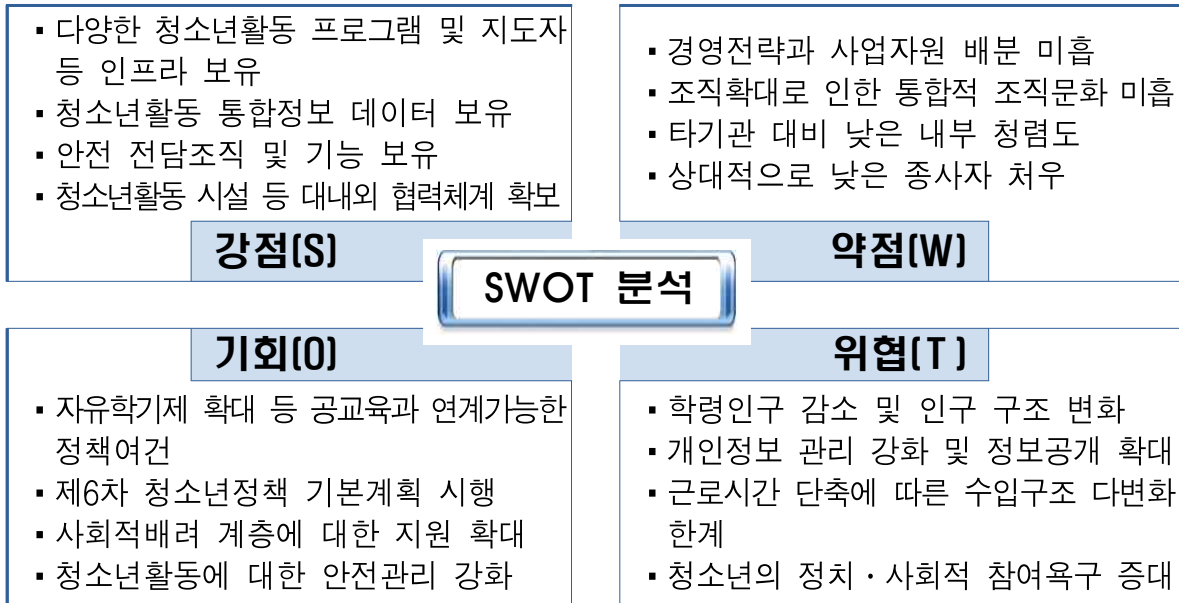 ▪ 다양한 청소년활동 프로그램 및 지도자
등 인프라 보유
▪ 청소년활동 통합정보 데이터 보유
▪ 안전 전담조직 및 기능 보유
▪ 청소년활동 시설 등 대내외 협력체계 확보
강점(S)
▪ 경영전략과 사업자원 배분 미흡
▪ 조직확대로 인한 통합적 조직문화 미흡
▪ 타기관 대비 낮은 내부 청렴도
▪ 상대적으로 낮은 종사자 처우
약점(W)
SWOT 분석
기회(O)
▪ 자유학기제 확대 등 공교육과 연계가능한
정책여건
▪ 제6차 청소년정책 기본계획 시행
▪ 사회적배려 계층에 대한 지원 확대
▪ 청소년활동에 대한 안전관리 강화
위협(T)
▪ 학령인구 감소 및 인구 구조 변화
▪ 개인정보 관리 강화 및 정보공개 확대
▪ 근로시간 단축에 따른 수입구조 다변화
한계
▪ 청소년의 정치·사회적 참여욕구 증대